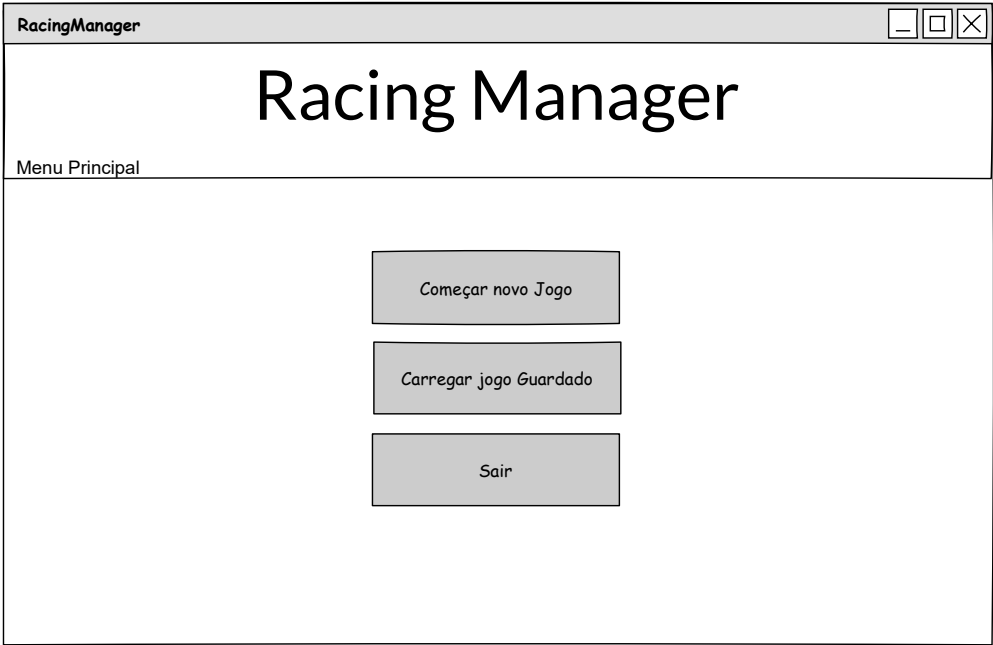 RacingManager
Racing Manager
Menu Principal
Começar novo Jogo
Carregar jogo Guardado
Sair